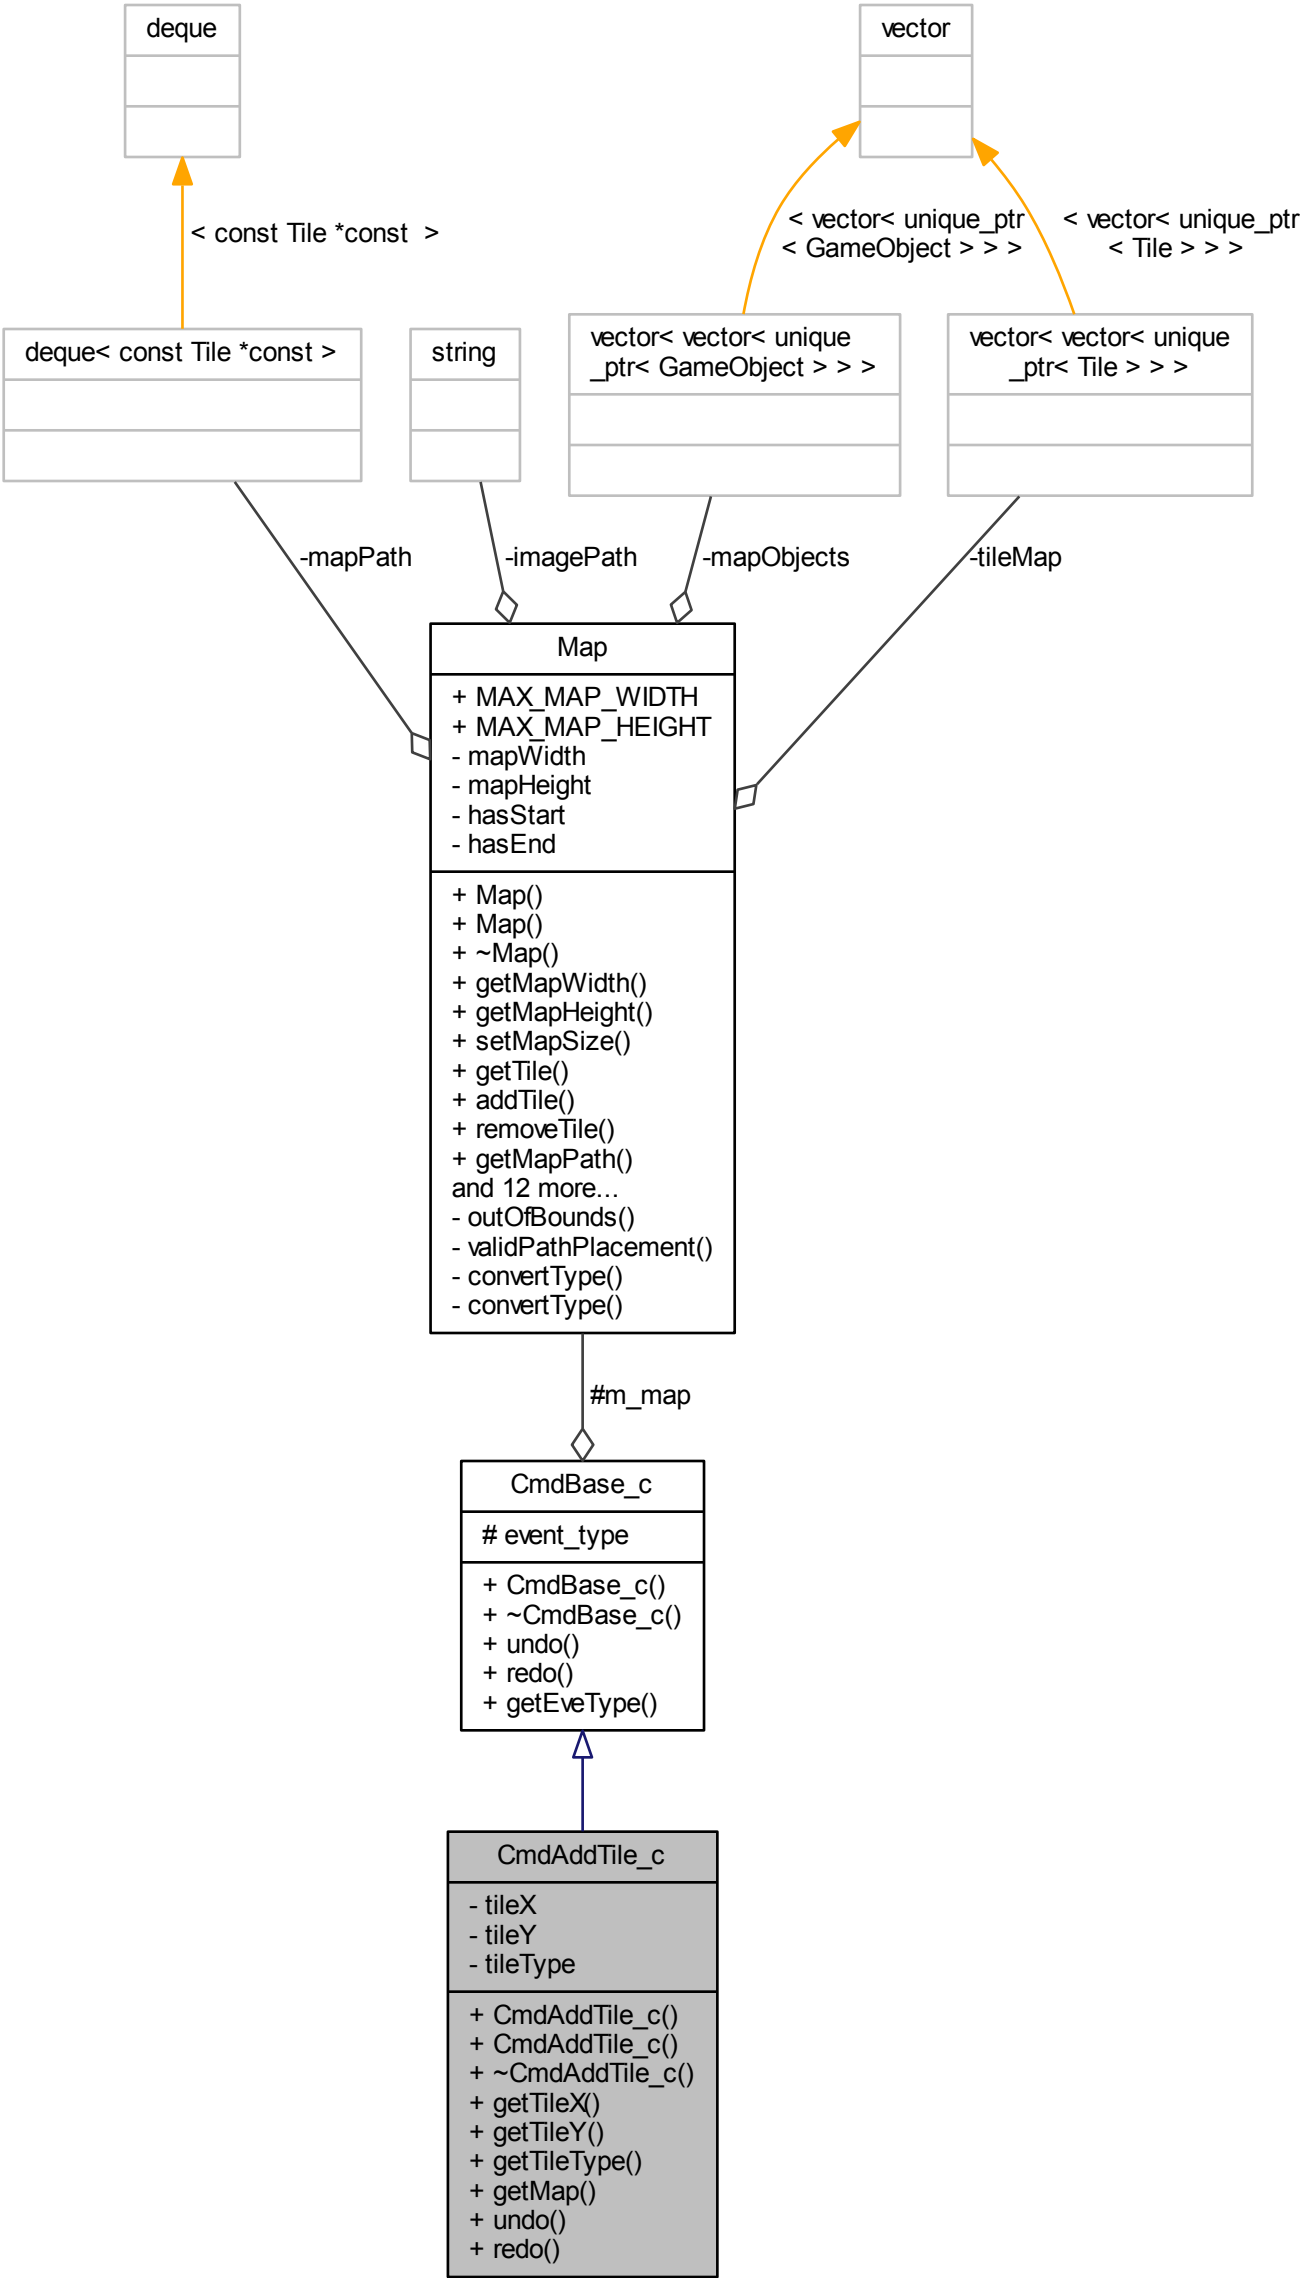 deque
vector
< const Tile *const  >
< vector< unique_ptr
< GameObject > > >
< vector< unique_ptr
< Tile > > >
deque< const Tile *const >
string
vector< vector< unique
_ptr< GameObject > > >
vector< vector< unique
_ptr< Tile > > >
-mapPath
-imagePath
-mapObjects
-tileMap
Map
+ MAX_MAP_WIDTH
+ MAX_MAP_HEIGHT
- mapWidth
- mapHeight
- hasStart
- hasEnd
+ Map()
+ Map()
+ ~Map()
+ getMapWidth()
+ getMapHeight()
+ setMapSize()
+ getTile()
+ addTile()
+ removeTile()
+ getMapPath()
and 12 more...
- outOfBounds()
- validPathPlacement()
- convertType()
- convertType()
#m_map
CmdBase_c
# event_type
+ CmdBase_c()
+ ~CmdBase_c()
+ undo()
+ redo()
+ getEveType()
CmdAddTile_c
- tileX
- tileY
- tileType
+ CmdAddTile_c()
+ CmdAddTile_c()
+ ~CmdAddTile_c()
+ getTileX()
+ getTileY()
+ getTileType()
+ getMap()
+ undo()
+ redo()